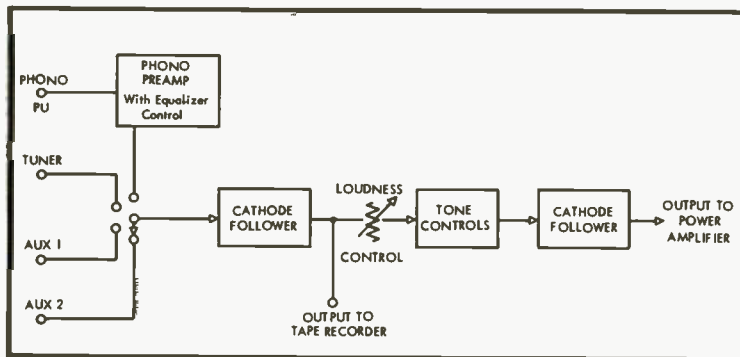 PHONO
PU
PHONO
PREAMP
With Equalizer
Control
TUNER
AUX 1
AUX 2
CATHODE
FOLLOWER
LOUDNESS
CONTROL
OUTPUT TO
TAPE RECORDER
TONE
CONTROLS
CATHODE
FOLLOWER
OUTPUT TO
POWER
AMPLIFIER